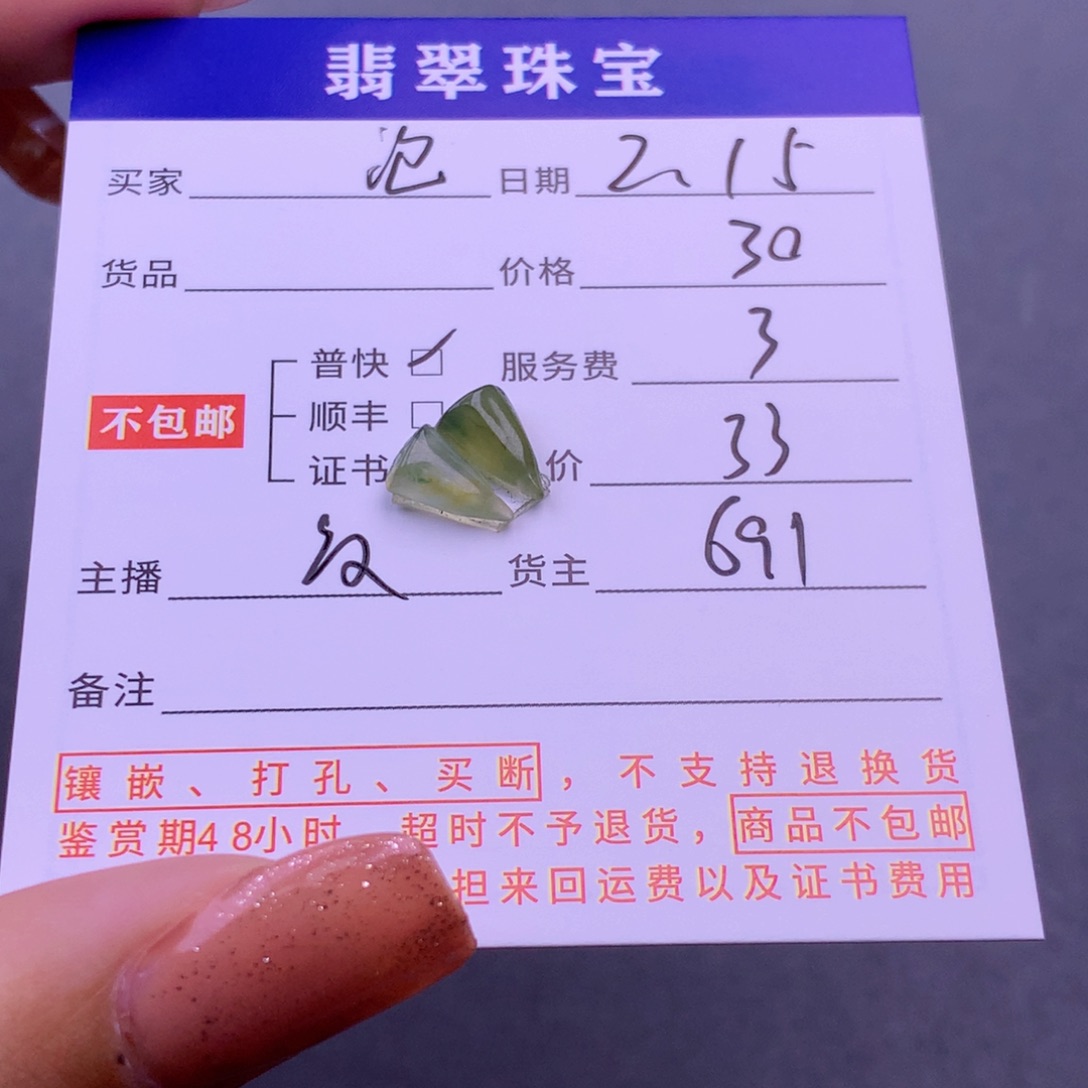 翡翠珠宝
买家 日期 2.15
货品 价格 30
普快 服务费 3
不包邮 顺丰
证书 价 33
主播 货主 691
备注
镶嵌、打孔、买断，不支持退换货
鉴赏期48小时 超时不予退货，商品不包邮
担来回运费以及证书费用